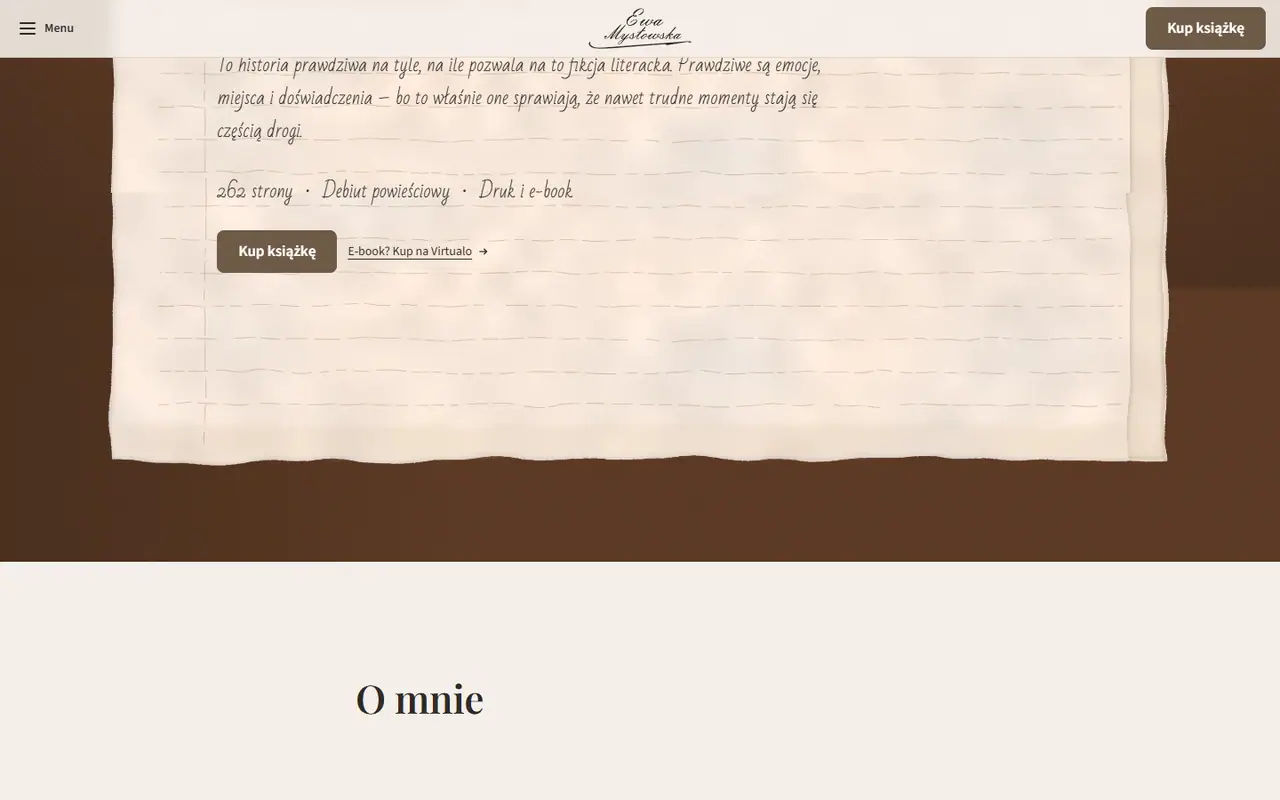 Menu
Ewa
Mysłowska
Kup książkę
To historia prawdziwa na tyle, na ile pozwala na to fikcja literacka. Prawdziwe są emocje,
miejsca i doświadczenia – bo to właśnie one sprawiają, że nawet trudne momenty stają się
częścią drogi.
262 strony · Debiut powieściowy · Druk i e-book
Kup książkę
E-book? Kup na Virtualo →
O mnie